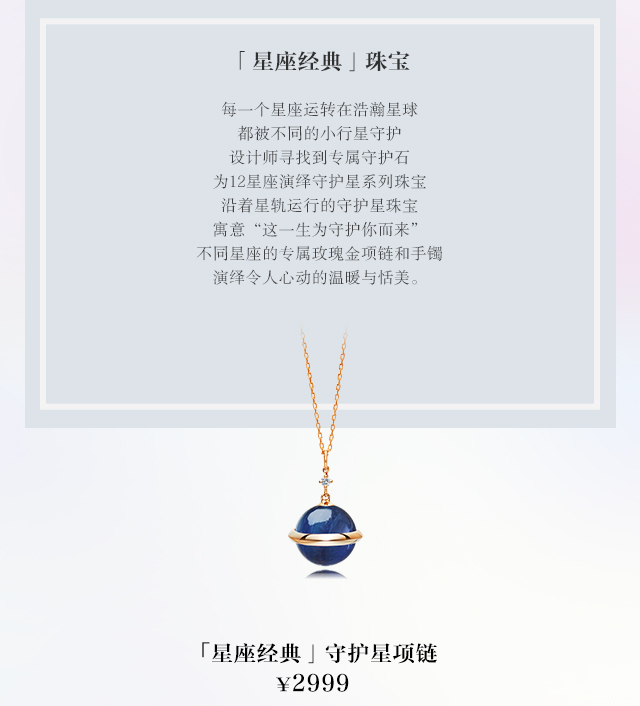 「星座经典」珠宝
每一个星座运转在浩瀚星球
都被不同的小行星守护
设计师寻找到专属守护石
为12星座演绎守护星系列珠宝
沿着星轨运行的守护星珠宝
寓意“这一生为守护你而来”
不同星座的专属玫瑰金项链和手镯
演绎令人心动的温暖与恬美。
「星座经典」守护星项链
¥2999